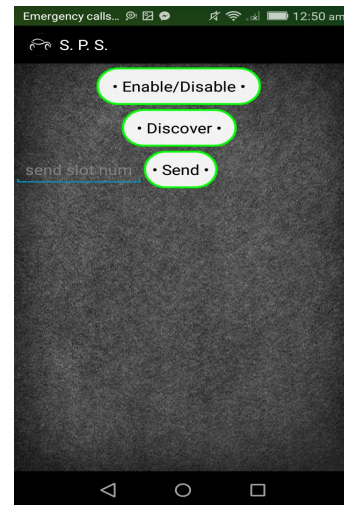 Emergency calls... 12:50 am
S. P. S.
• Enable/Disable •
• Discover •
send slot num • Send •